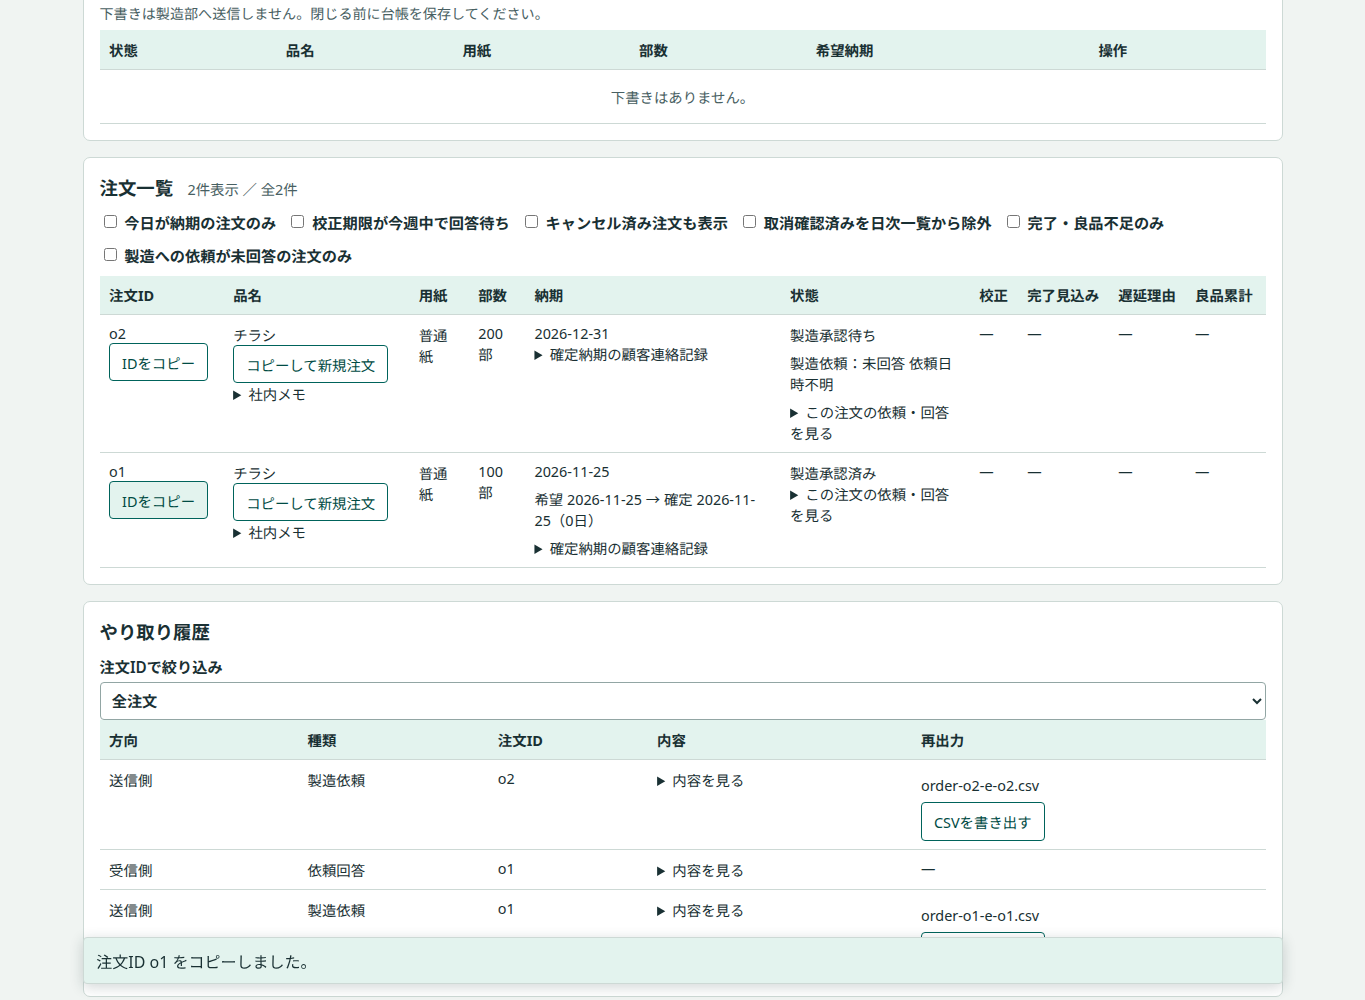 下書きは製造部へ送信しません。閉じる前に台帳を保存してください。
状態 品名 用紙 部数 希望納期 操作
下書きはありません。
注文一覧 2件表示 ／ 全2件
今日が納期の注文のみ 校正期限が今週中で回答待ち キャンセル済み注文も表示 取消確認済みを日次一覧から除外 完了・良品不足のみ
製造への依頼が未回答の注文のみ
注文ID 品名 用紙 部数 納期 状態 校正 完了見込み 遅延理由 良品累計
o2 チラシ 普通 200 2026-12-31 製造承認待ち — — — —
IDをコピー コピーして新規注文 紙 部 ▶ 確定納期の顧客連絡記録 製造依頼：未回答 依頼日
時不明
▶ 社内メモ ▶ この注文の依頼・回答
を見る
o1 チラシ 普通 100 2026-11-25 製造承認済み — — — —
IDをコピー コピーして新規注文 紙 部 希望 2026-11-25 → 確定 2026-11- ▶ この注文の依頼・回答
25（0日） を見る
▶ 社内メモ ▶ 確定納期の顧客連絡記録
やり取り履歴
注文IDで絞り込み
全注文
方向 種類 注文ID 内容 再出力
送信側 製造依頼 o2 ▶ 内容を見る order-o2-e-o2.csv
CSVを書き出す
受信側 依頼回答 o1 ▶ 内容を見る —
送信側 製造依頼 o1 ▶ 内容を見る order-o1-e-o1.csv
注文ID o1 をコピーしました。